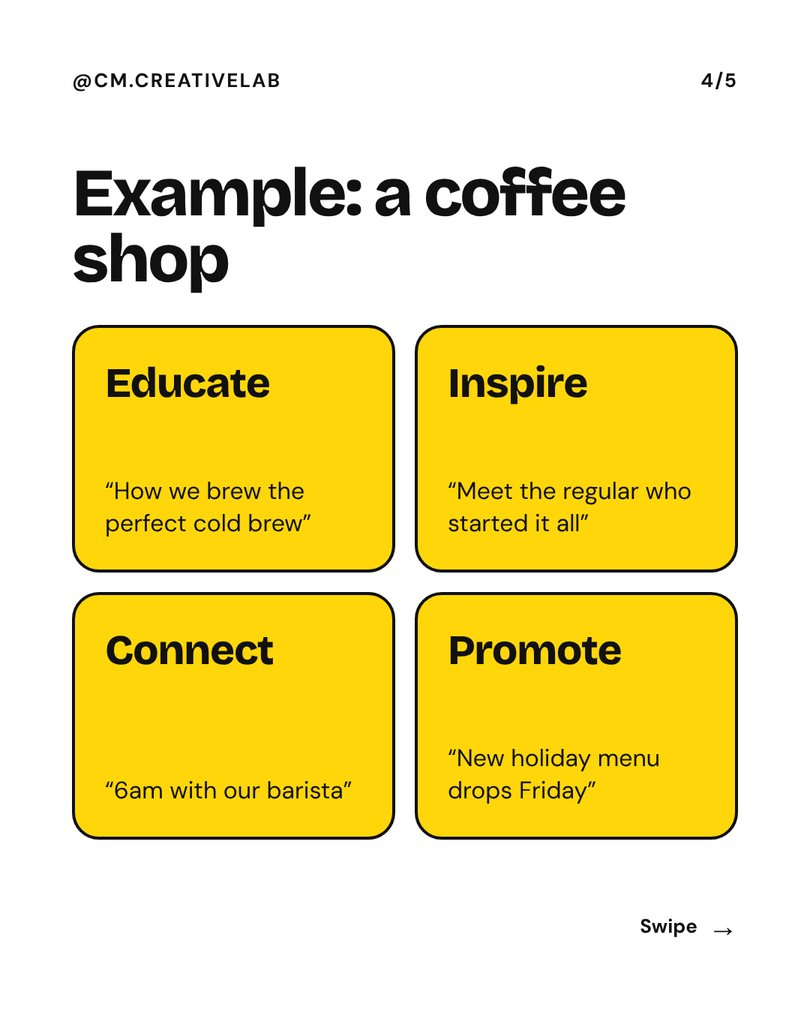 @CM.CREATIVELAB
4/5
Example: a coffee
shop
Educate
“How we brew the
perfect cold brew”
Inspire
“Meet the regular who
started it all”
Connect
“6am with our barista”
Promote
“New holiday menu
drops Friday”
Swipe →